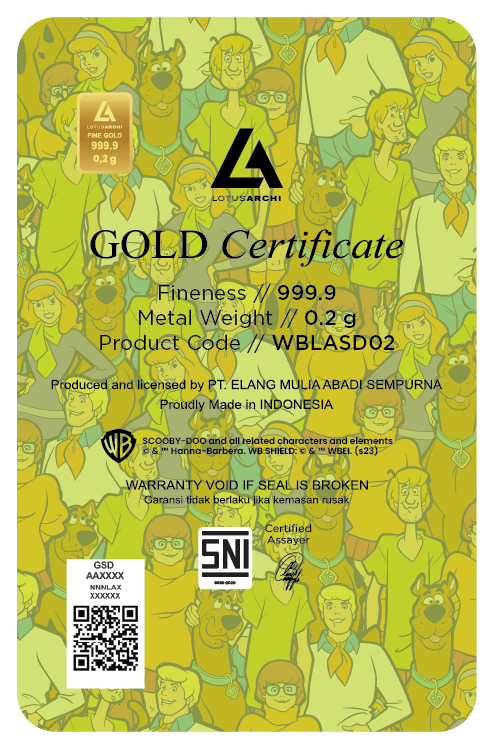 LOTUSARCHI
FINE GOLD
999.9
0,2 g
LOTUSARCHI
GOLD Certificate
Fineness // 999.9
Metal Weight // 0.2 g
Product Code // WBLASD02
Produced and licensed by PT. ELANG MULIA ABADI SEMPURNA
Proudly Made in INDONESIA
WB
SCOOBY-DOO and all related characters and elements
© & ™ Hanna-Barbera. WB SHIELD: © & ™ WBEI. (s23)
WARRANTY VOID IF SEAL IS BROKEN
Garansi tidak berlaku jika kemasan rusak
Certified
Assayer
SNI
GSD
AAXXXX
NNNLAX
XXXXXX